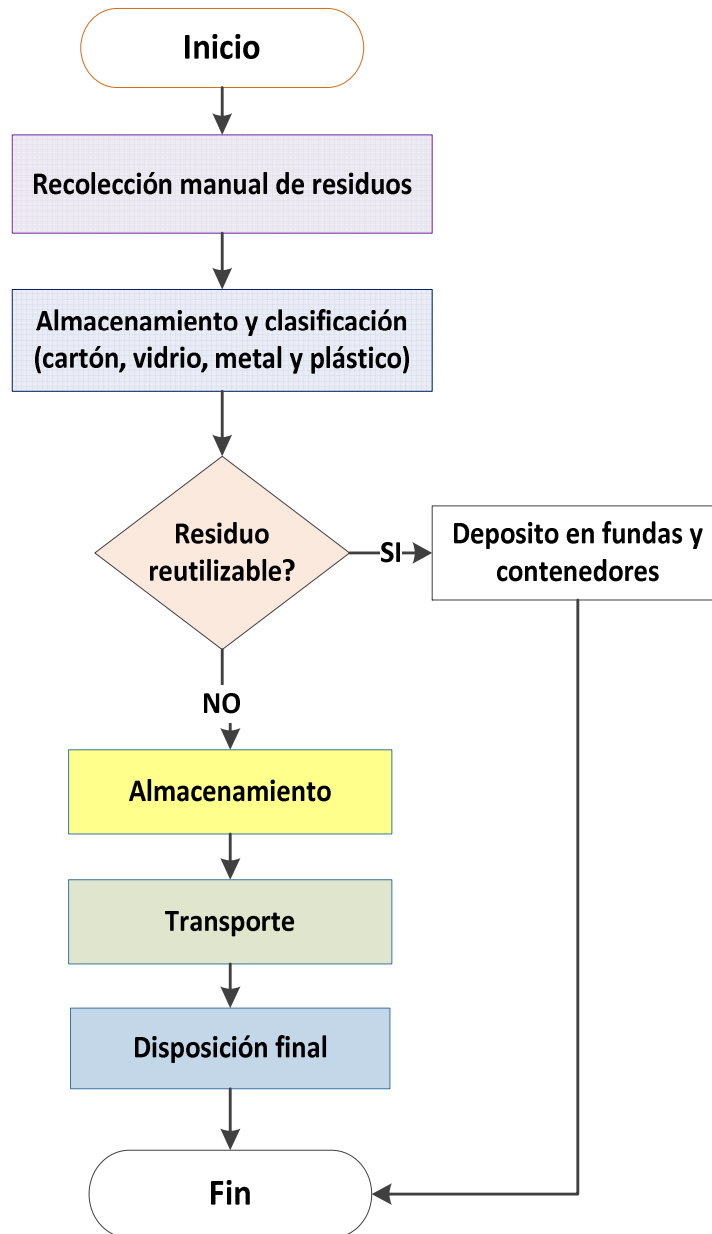 Inicio
Recolección manual de residuos
Almacenamiento y clasificación
(cartón, vidrio, metal y plástico)
Residuo
reutilizable?
SI
Deposito en fundas y
contenedores
NO
Almacenamiento
Transporte
Disposición final
Fin